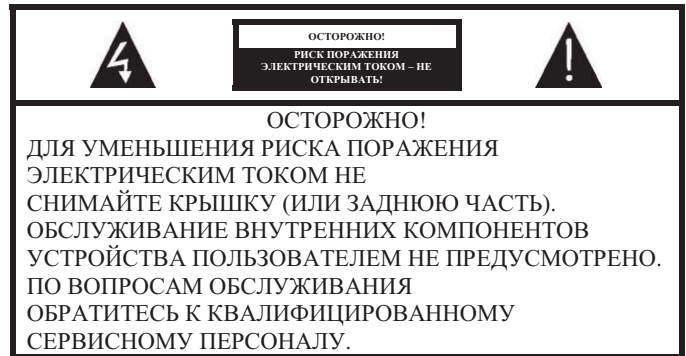 ОСТОРОЖНО!
РИСК ПОРАЖЕНИЯ
ЭЛЕКТРИЧЕСКИМ ТОКОМ – НЕ
ОТКРЫВАТЬ!
ОСТОРОЖНО!
ДЛЯ УМЕНЬШЕНИЯ РИСКА ПОРАЖЕНИЯ
ЭЛЕКТРИЧЕСКИМ ТОКОМ НЕ
СНИМАЙТЕ КРЫШКУ (ИЛИ ЗАДНЮЮ ЧАСТЬ).
ОБСЛУЖИВАНИЕ ВНУТРЕННИХ КОМПОНЕНТОВ
УСТРОЙСТВА ПОЛЬЗОВАТЕЛЕМ НЕ ПРЕДУСМОТРЕНО.
ПО ВОПРОСАМ ОБСЛУЖИВАНИЯ
ОБРАТИТЕСЬ К КВАЛИФИЦИРОВАННОМУ
СЕРВИСНОМУ ПЕРСОНАЛУ.